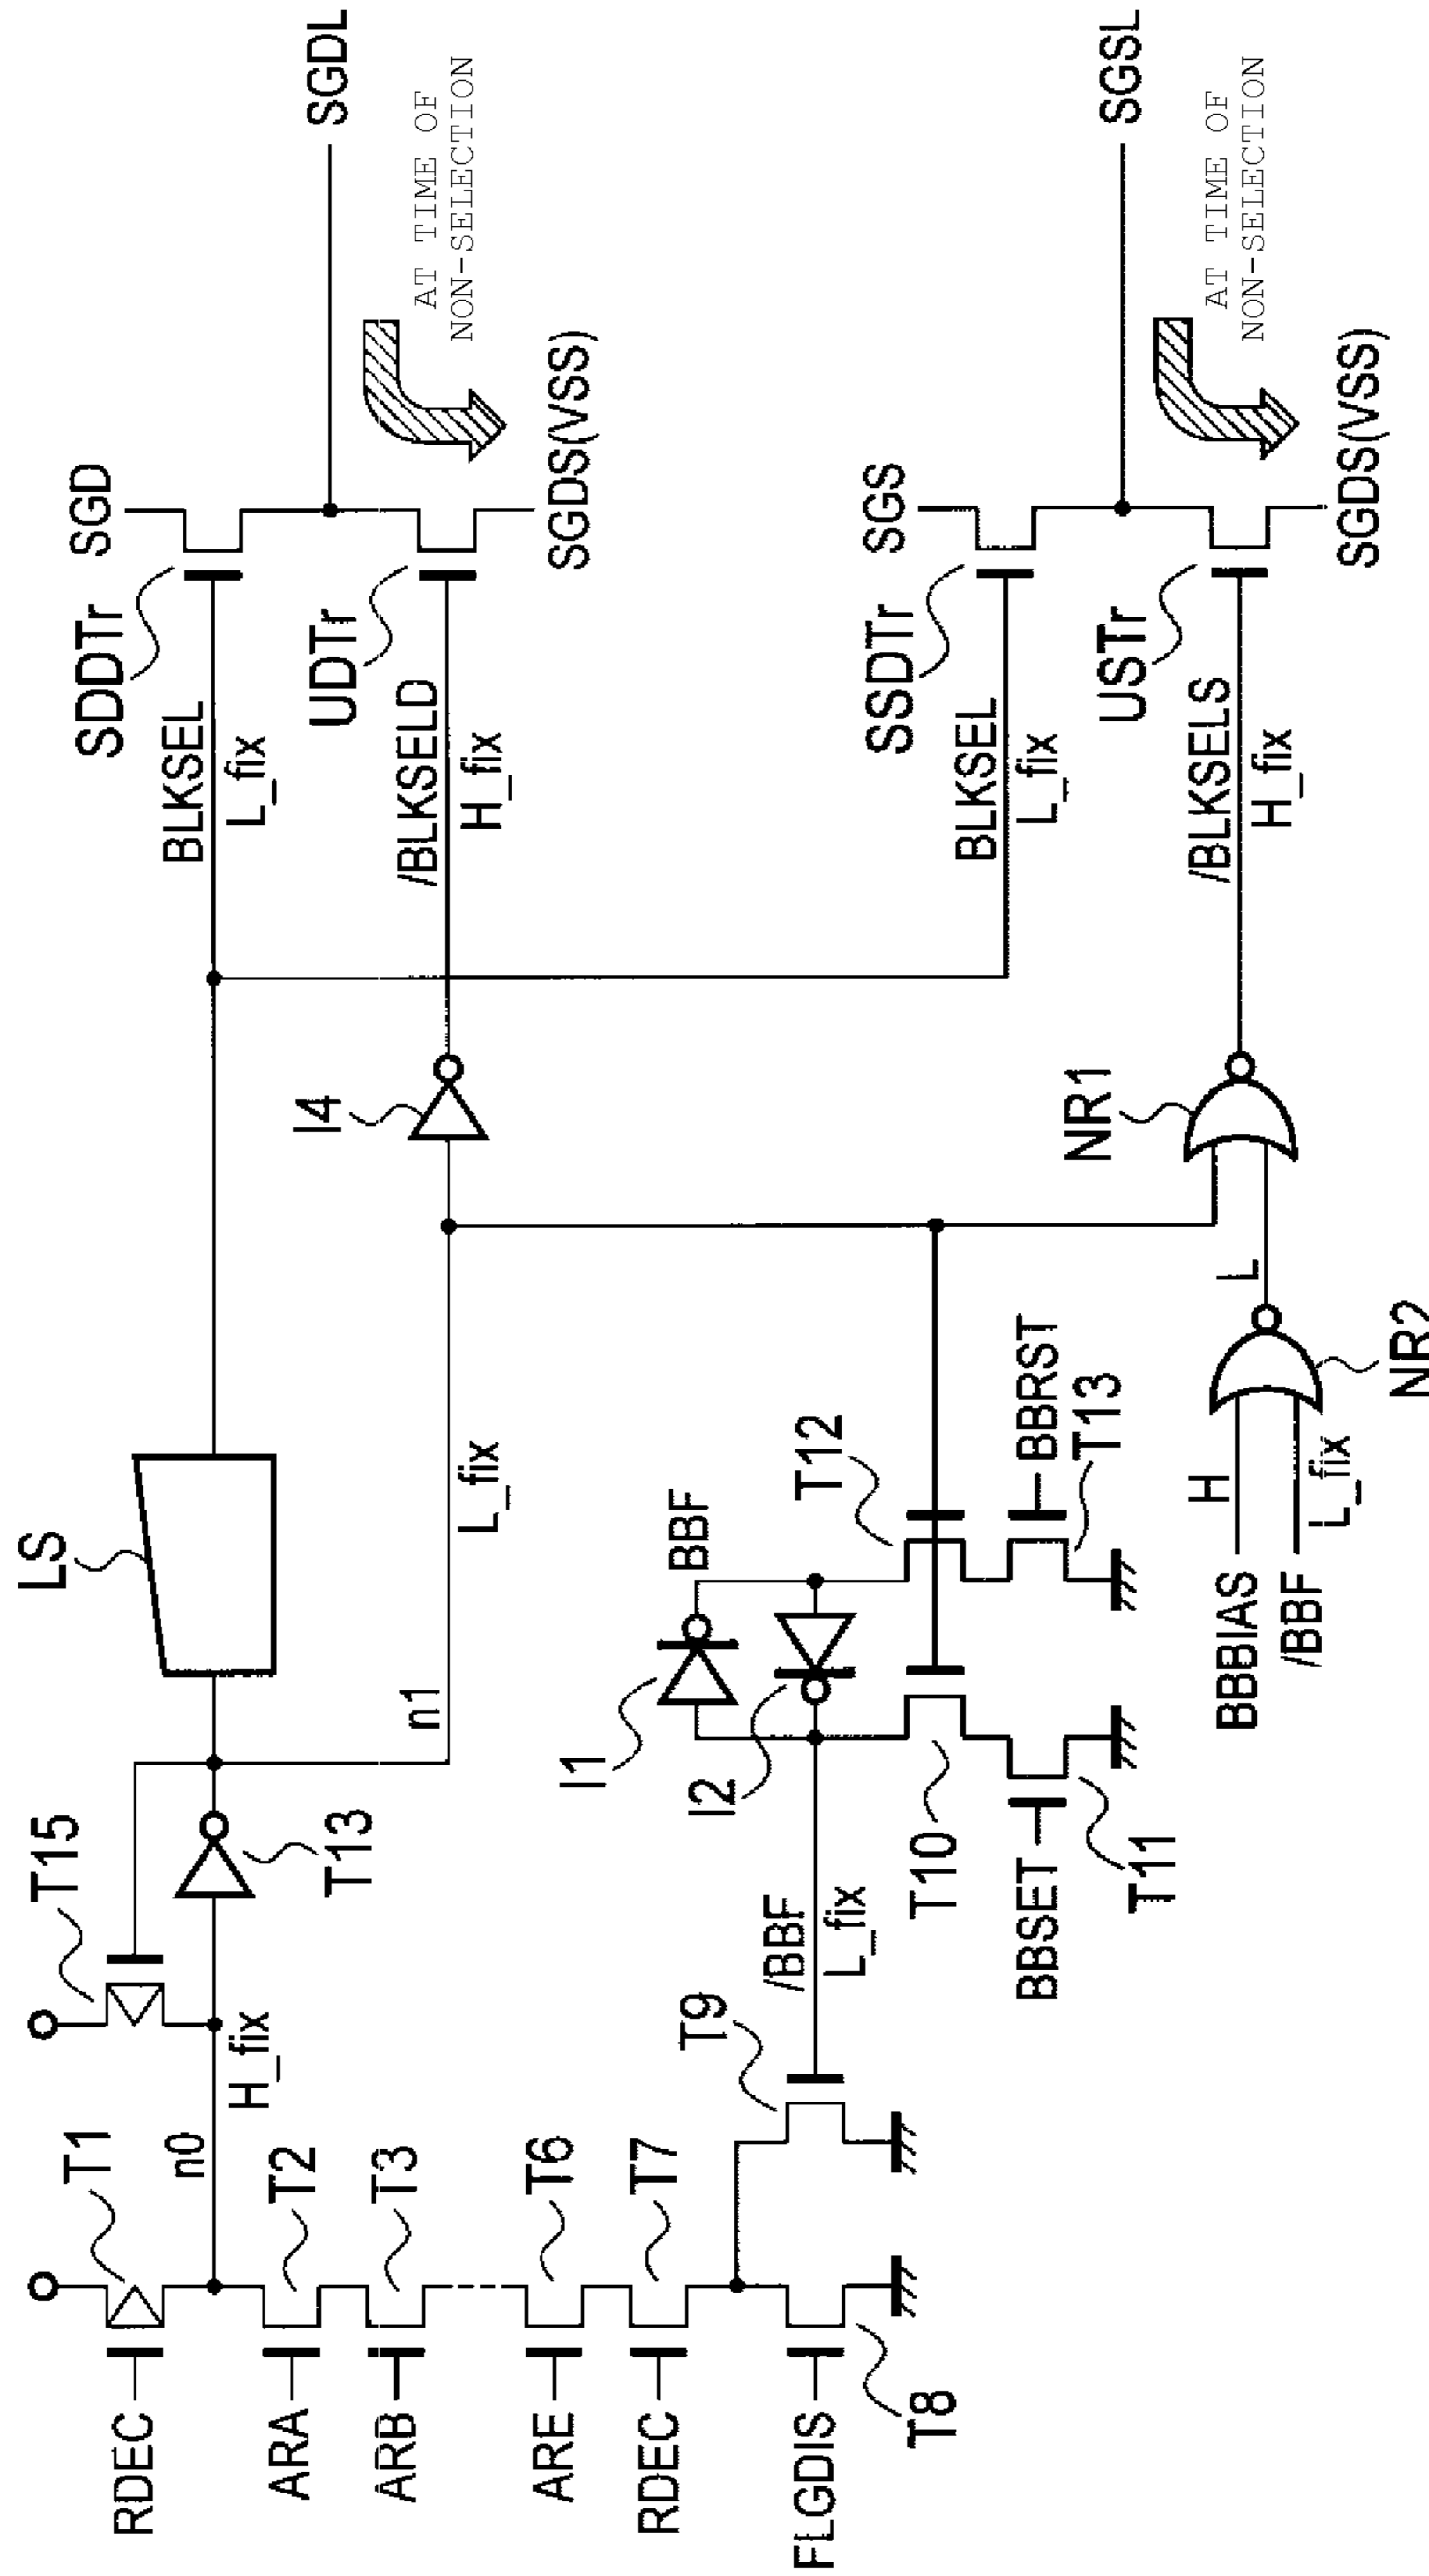 RDEC
T1
n0
H_fix
T15
T13
LS
n1
L_fix
ARA
T2
ARB
T3
ARE
T6
RDEC
T7
FLGDIS
T8
T9
/BBF
L_fix
I1
I2
BBF
T10
BBSET
T11
T12
BBRST
T13
BBBIAS
H
/BBF
L_fix
NR2
L
NR1
I4
BLKSEL
L_fix
SDDTr
SGD
/BLKSELD
H_fix
UDTr
SGDS(VSS)
SGDL
AT TIME OF
NON-SELECTION
BLKSEL
L_fix
SSDTr
SGS
/BLKSELS
H_fix
USTr
SGDS(VSS)
SGSL
AT TIME OF
NON-SELECTION